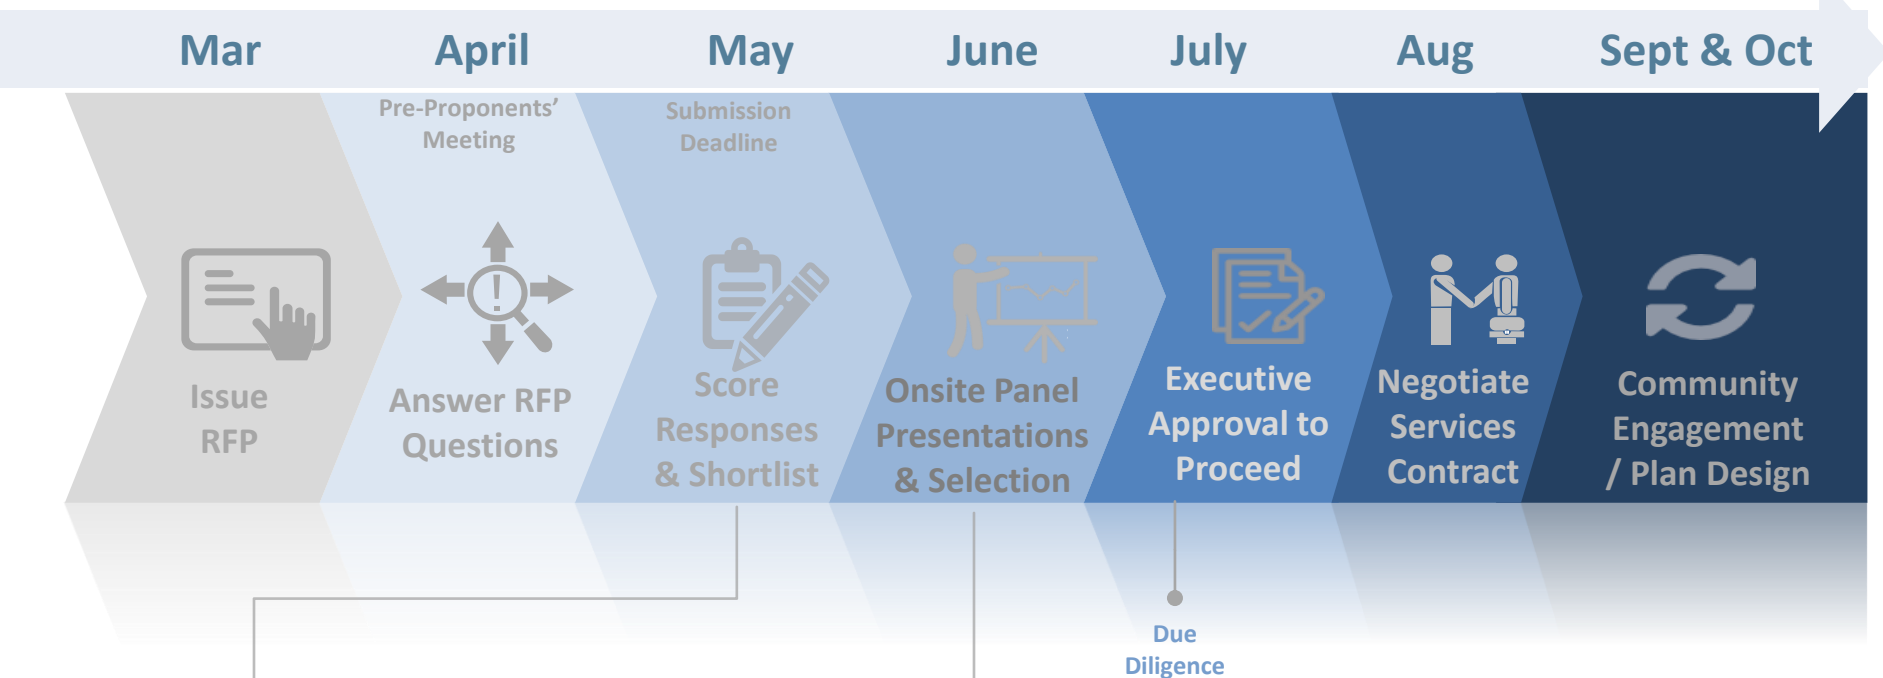 Mar
April
May
June
July
Aug
Sept & Oct
Pre-Proponents’
Meeting
Submission
Deadline
Issue
RFP
Answer RFP
Questions
Score
Responses
& Shortlist
Onsite Panel
Presentations
& Selection
Executive
Approval to
Proceed
Negotiate
Services
Contract
Community
Engagement
/ Plan Design
Due
Diligence